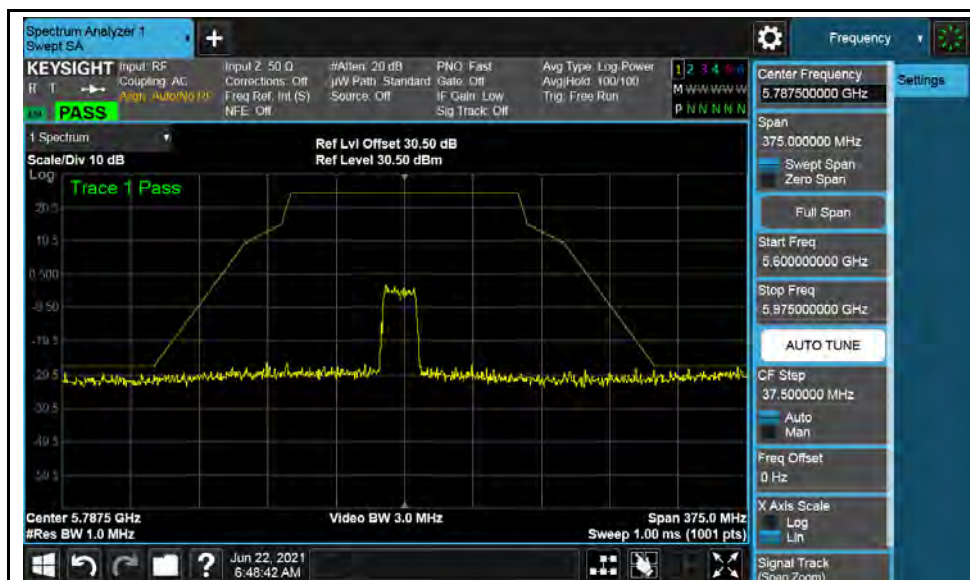 Spectrum Analyzer 1
Swept SA
+
Frequency
KEYSIGHT
R T
PASS
Input: RF
Coupling: AC
Align: Auto/No RF
Input Z: 50 Ω
Corrections: Off
Freq Ref: Int (S)
NFE: Off
#Atten: 20 dB
µW Path: Standard
Source: Off
PNO: Fast
Gate: Off
IF Gain: Low
Sig Track: Off
Avg Type: Log-Power
Avg|Hold: 100/100
Trig: Free Run
1 2 3 4 5 6
M W W W W W
P N N N N N
1 Spectrum
Scale/Div 10 dB
Log
Ref Lvl Offset 30.50 dB
Ref Level 30.50 dBm
Trace 1 Pass
20.5
10.5
0.500
-9.50
-19.5
-29.5
-39.5
-49.5
-59.5
Center 5.7875 GHz
#Res BW 1.0 MHz
Video BW 3.0 MHz
Span 375.0 MHz
Sweep 1.00 ms (1001 pts)
Center Frequency
5.787500000 GHz
Span
375.000000 MHz
Swept Span
Zero Span
Full Span
Start Freq
5.600000000 GHz
Stop Freq
5.975000000 GHz
AUTO TUNE
CF Step
37.500000 MHz
Auto
Man
Freq Offset
0 Hz
X Axis Scale
Log
Lin
Signal Track
(Span Zoom)
Settings
?
Jun 22, 2021
6:48:42 AM